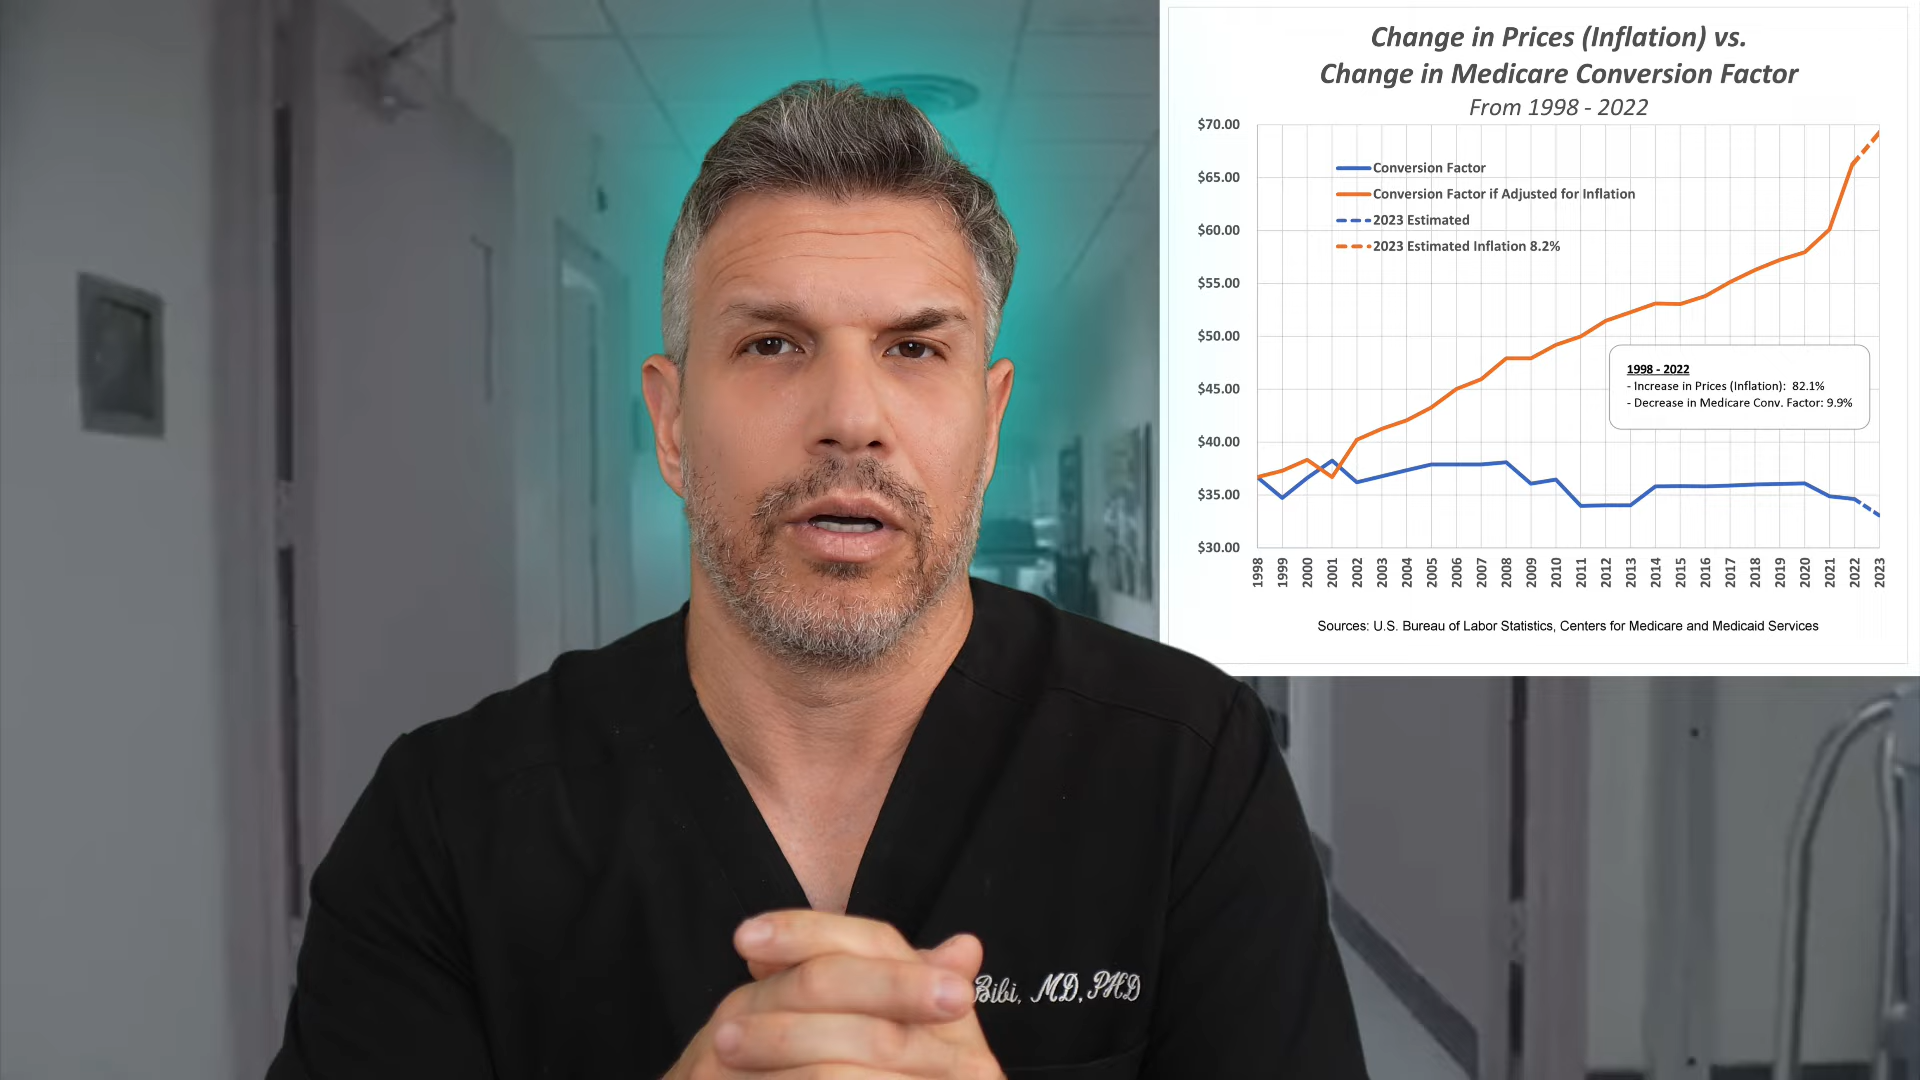 Change in Prices (Inflation) vs.
Change in Medicare Conversion Factor
From 1998 - 2022
$70.00
$65.00
$60.00
$55.00
$50.00
$45.00
$40.00
$35.00
$30.00
Conversion Factor
Conversion Factor if Adjusted for Inflation
2023 Estimated
2023 Estimated Inflation 8.2%
1998 - 2022
- Increase in Prices (Inflation): 82.1%
- Decrease in Medicare Conv. Factor: 9.9%
1998 1999 2000 2001 2002 2003 2004 2005 2006 2007 2008 2009 2010 2011 2012 2013 2014 2015 2016 2017 2018 2019 2020 2021 2022 2023
Sources: U.S. Bureau of Labor Statistics, Centers for Medicare and Medicaid Services
Bibi, MD, PHD